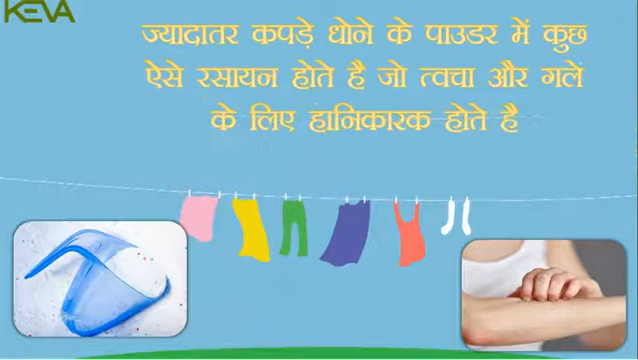 KEVA
ज्यादातर कपड़े धोने के पाउडर में कुछ
ऐसे रसायन होते है जो त्वचा और गले
के लिए हानिकारक होते है